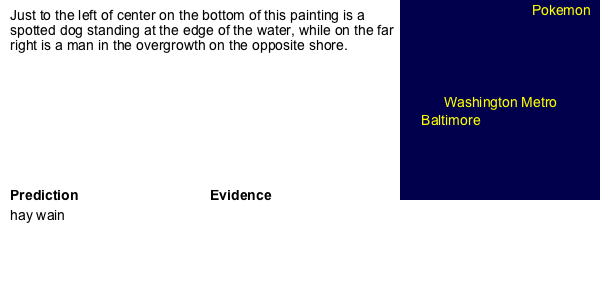 Just to the left of center on the bottom of this painting is a
spotted dog standing at the edge of the water, while on the far
right is a man in the overgrowth on the opposite shore.
Pokemon
Washington Metro
Baltimore
Prediction
Evidence
hay wain